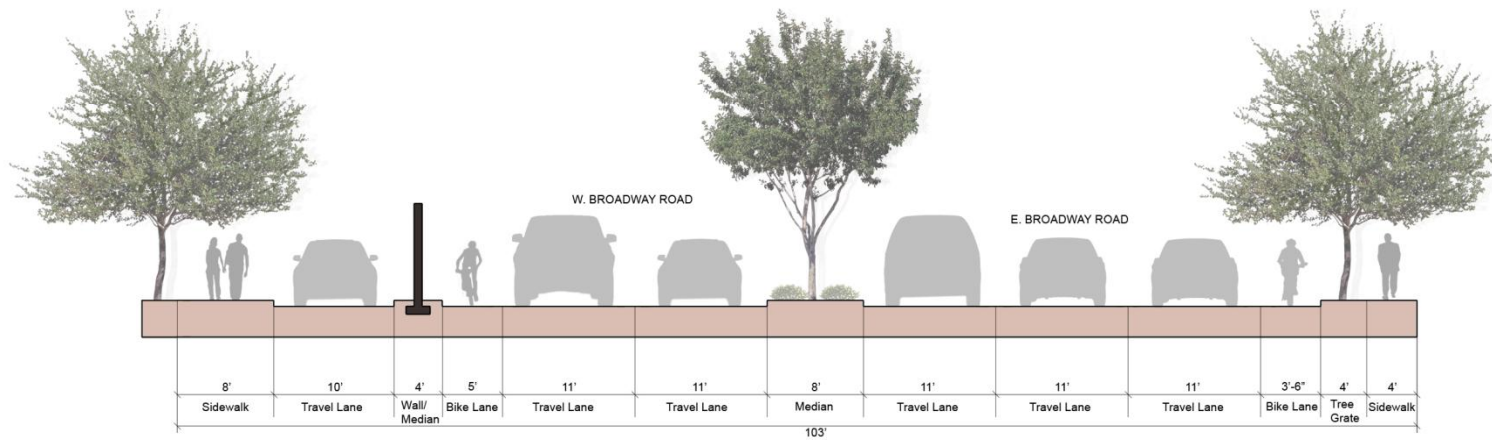 W. BROADWAY ROAD
E. BROADWAY ROAD
8' 10' 4' 5' 11' 11' 8' 11' 11' 11' 3'-6" 4' 4'
Sidewalk Travel Lane Wall/ Bike Lane Travel Lane Travel Lane Median Travel Lane Travel Lane Travel Lane Bike Lane Tree Sidewalk
Median Grate
103'